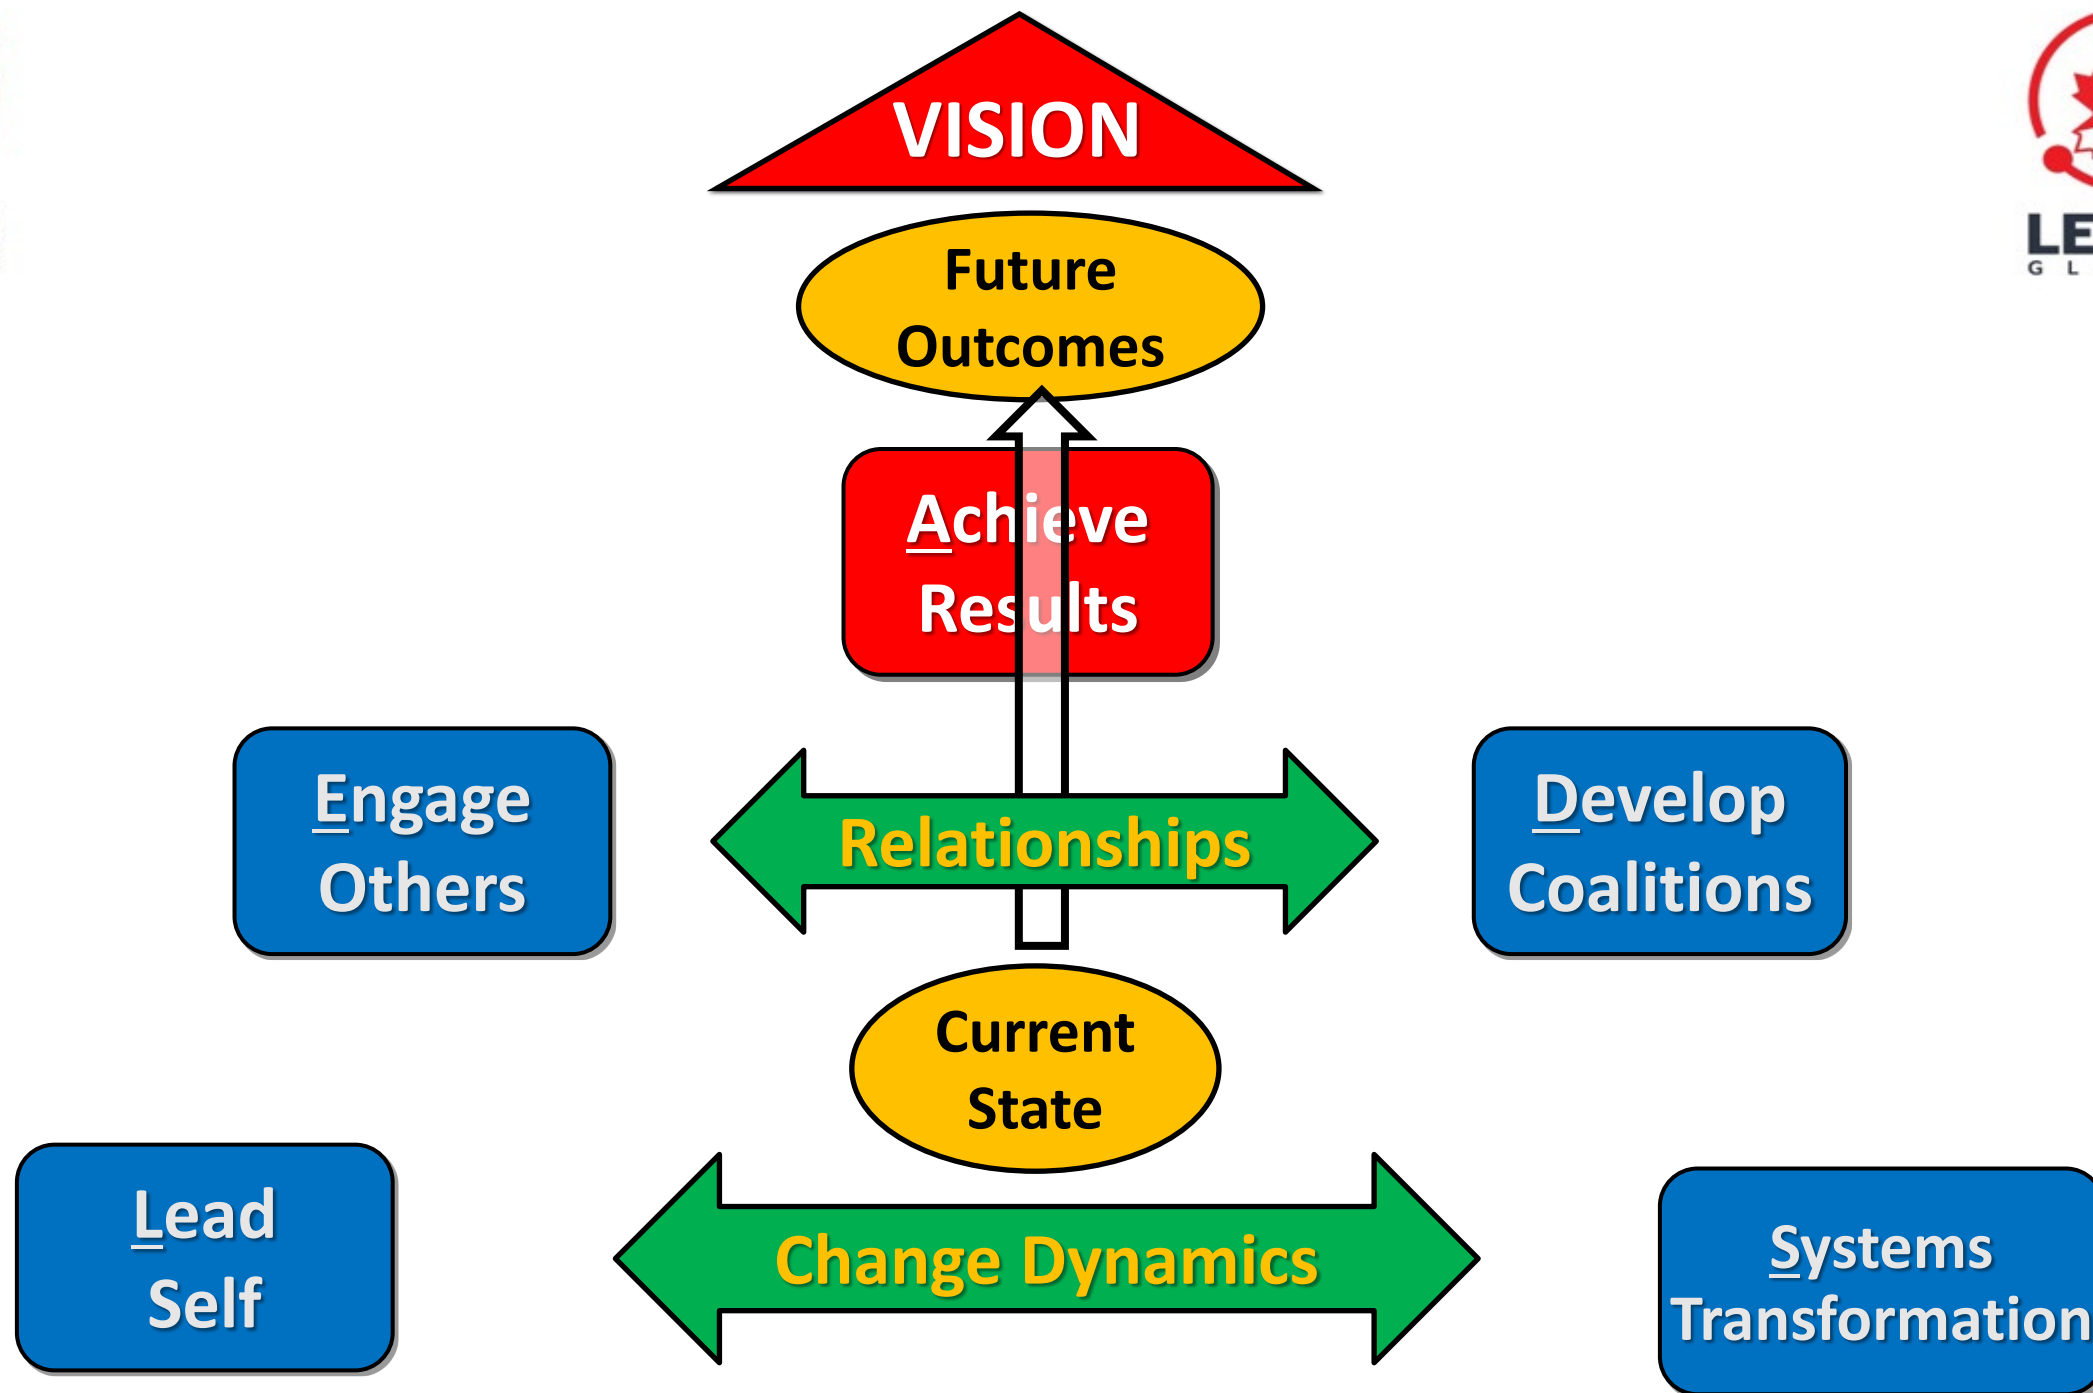 VISION
Future
Outcomes
Achieve
Results
Engage
Others
Relationships
Develop
Coalitions
Current
State
Lead
Self
Change Dynamics
Systems
Transformation